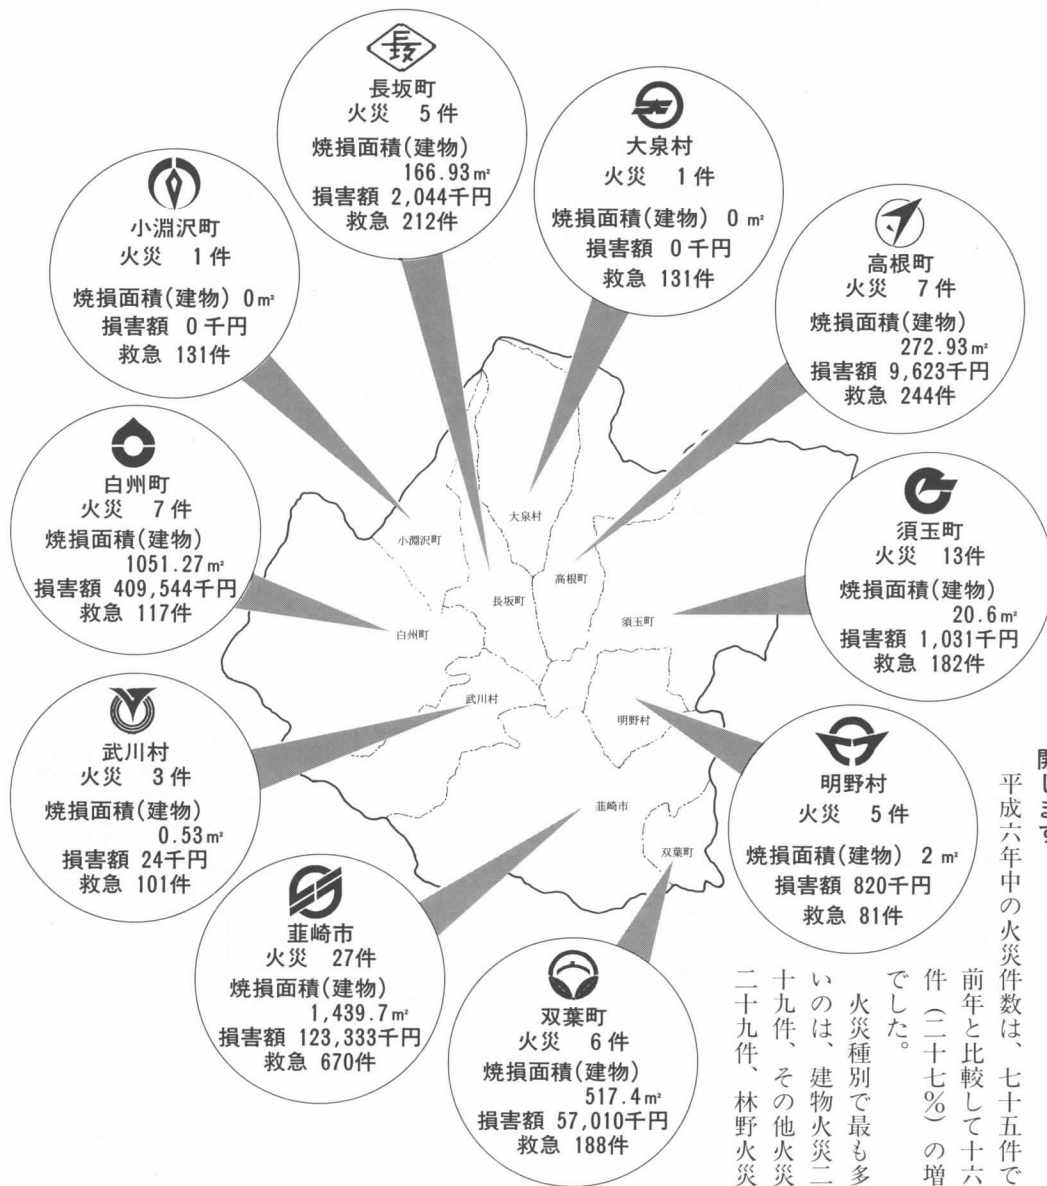 長坂町
火災 5件
焼損面積(建物)
166.93㎡
損害額 2,044千円
救急 212件
大泉村
火災 1件
焼損面積(建物) 0㎡
損害額 0千円
救急 131件
小淵沢町
火災 1件
焼損面積(建物) 0㎡
損害額 0千円
救急 131件
高根町
火災 7件
焼損面積(建物)
272.93㎡
損害額 9,623千円
救急 244件
白州町
火災 7件
焼損面積(建物)
1051.27㎡
損害額 409,544千円
救急 117件
須玉町
火災 13件
焼損面積(建物)
20.6㎡
損害額 1,031千円
救急 182件
武川村
火災 3件
焼損面積(建物)
0.53㎡
損害額 24千円
救急 101件
明野村
火災 5件
焼損面積(建物) 2㎡
損害額 820千円
救急 81件
韮崎市
火災 27件
焼損面積(建物)
1,439.7㎡
損害額 123,333千円
救急 670件
双葉町
火災 6件
焼損面積(建物)
517.4㎡
損害額 57,010千円
救急 188件
大泉村
小淵沢町
高根町
長坂町
須玉町
白州町
武川村
明野村
韮崎市
双葉町
開します
平成六年中の火災件数は、七十五件で
前年と比較して十六
件(二十七%)の増
でした。
火災種別で最も多
いのは、建物火災二
十九件、その他火災
二十九件、林野火災